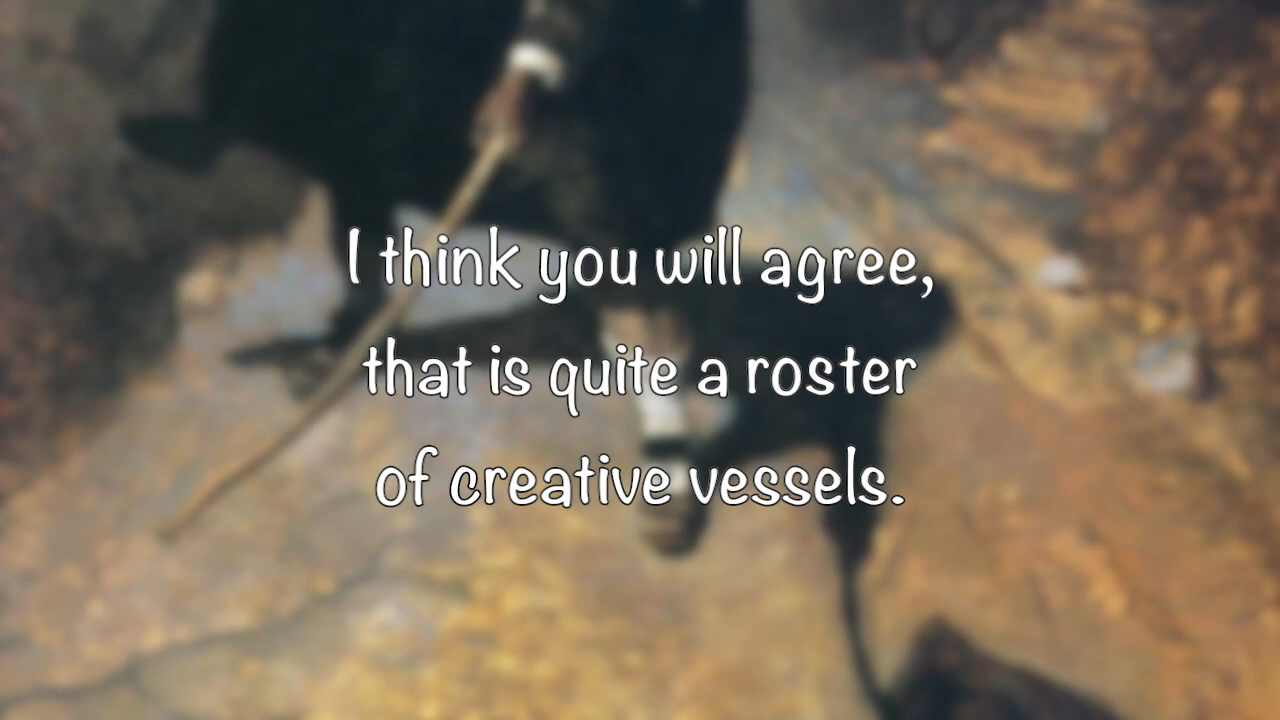 I think you will agree,
that is quite a roster
of creative vessels.